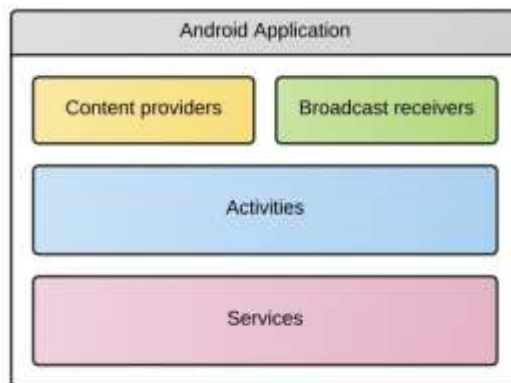 Android Application
Content providers
Broadcast receivers
Activities
Services